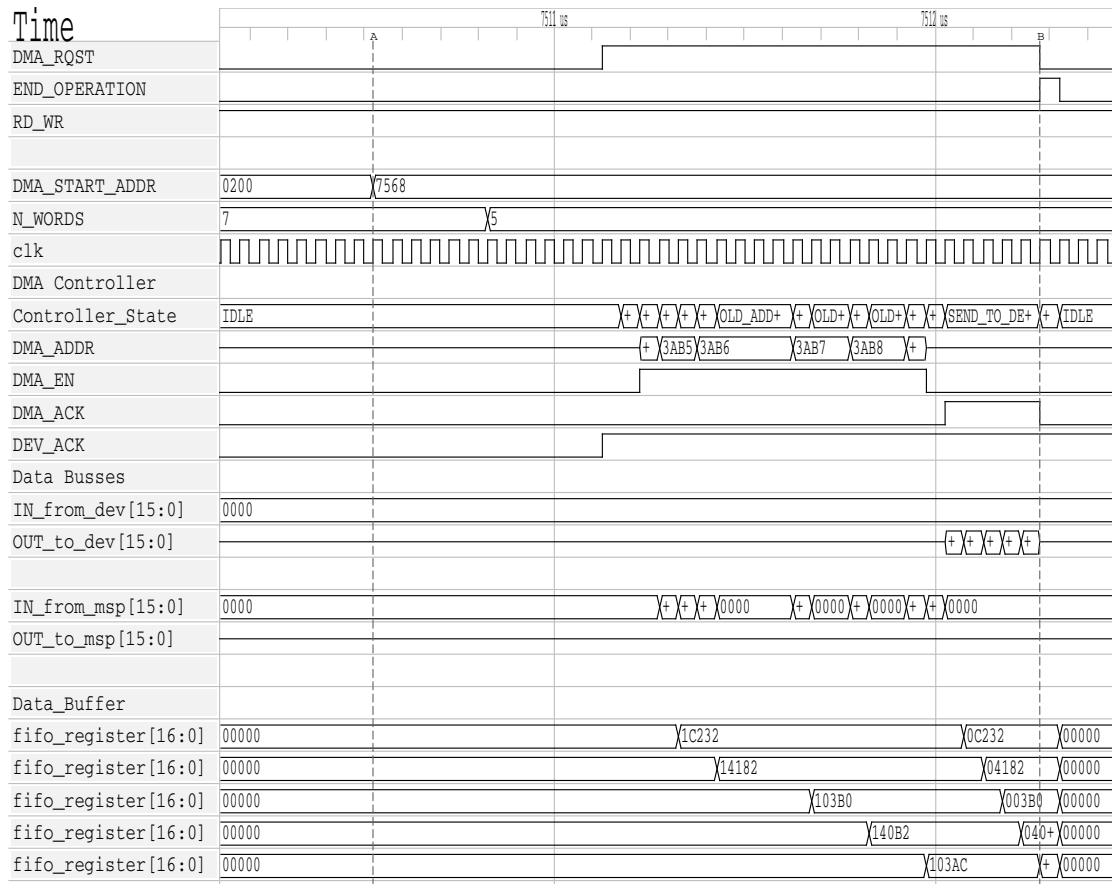 Time 7511 us 7512 us
A B
DMA_RQST
END_OPERATION
RD_WR
DMA_START_ADDR 0200 7568
N_WORDS 7 5
clk
DMA Controller
Controller_State IDLE + + + + + OLD_ADD+ + OLD+ + OLD+ + + SEND_TO_DE+ + IDLE
DMA_ADDR + 3AB5 3AB6 3AB7 3AB8 +
DMA_EN
DMA_ACK
DEV_ACK
Data Busses
IN_from_dev[15:0] 0000
OUT_to_dev[15:0] + + + + +
IN_from_msp[15:0] 0000 + + + 0000 + 0000 + 0000 + + 0000
OUT_to_msp[15:0]
Data_Buffer
fifo_register[16:0] 00000 1C232 0C232 00000
fifo_register[16:0] 00000 14182 04182 00000
fifo_register[16:0] 00000 103B0 003B0 00000
fifo_register[16:0] 00000 140B2 040+ 00000
fifo_register[16:0] 00000 103AC + 00000